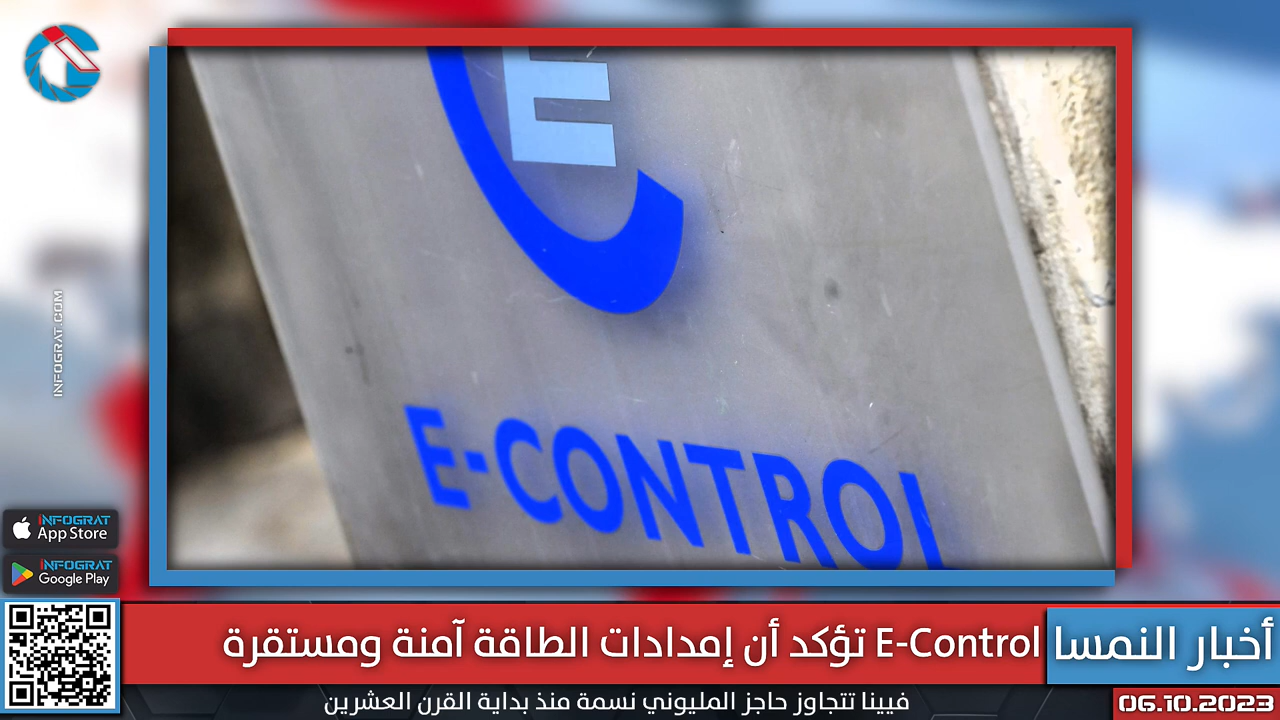 E
E-CONTROL
INFOGRAT.COM
INFOGRAT
App Store
INFOGRAT
Google Play
أخبار النمسا
E-Control تؤكد أن إمدادات الطاقة آمنة ومستقرة
فيينا تتجاوز حاجز المليوني نسمة منذ بداية القرن العشرين
06.10.2023